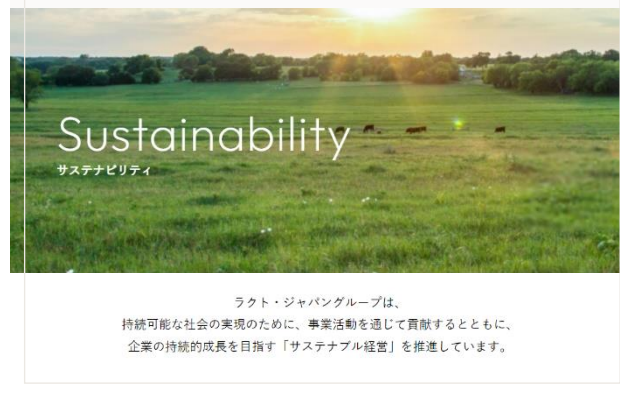 Sustainability
サステナビリティ
ラクト・ジャパングループは、
持続可能な社会の実現のために、事業活動を通じて貢献するとともに、
企業の持続的成長を目指す「サステナブル経営」を推進しています。